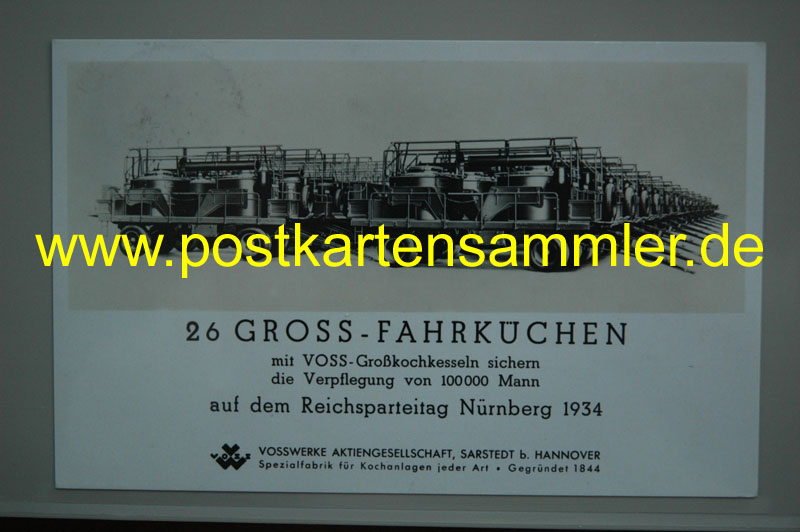 www.postkartensammler.de
26 GROSS-FAHRKÜCHEN
mit VOSS-Großkochkesseln sichern
die Verpflegung von 100000 Mann
auf dem Reichsparteitag Nürnberg 1934
VOSS VOSSWERKE AKTIENGESELLSCHAFT, SARSTEDT b. HANNOVER
Spezialfabrik für Kochanlagen jeder Art • Gegründet 1844